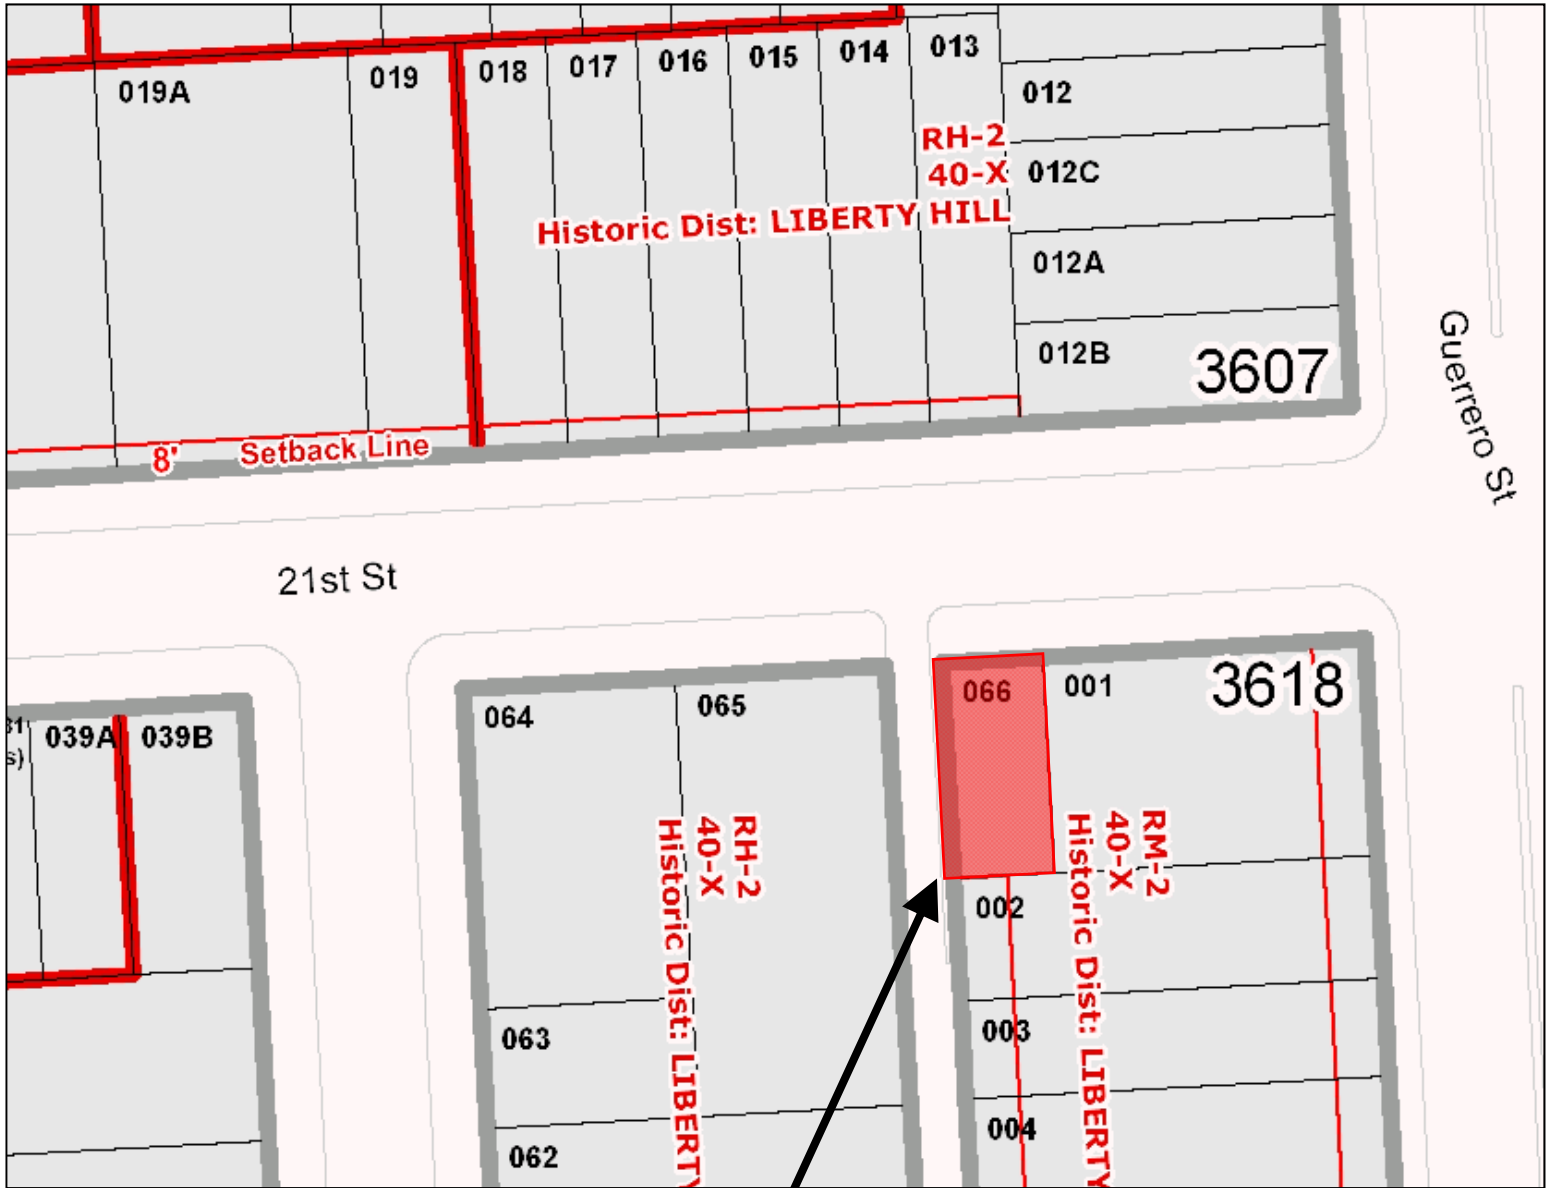 019A
019
018
017
016
015
014
013
012
RH-2
40-X
012C
Historic Dist: LIBERTY HILL
012A
012B
3607
Guerrero St
8' Setback Line
21st St
066
001
3618
064
065
039A
039B
RH-2
40-X
Historic Dist: LIBERTY
RM-2
40-X
Historic Dist: LIBERTY
002
003
063
004
062